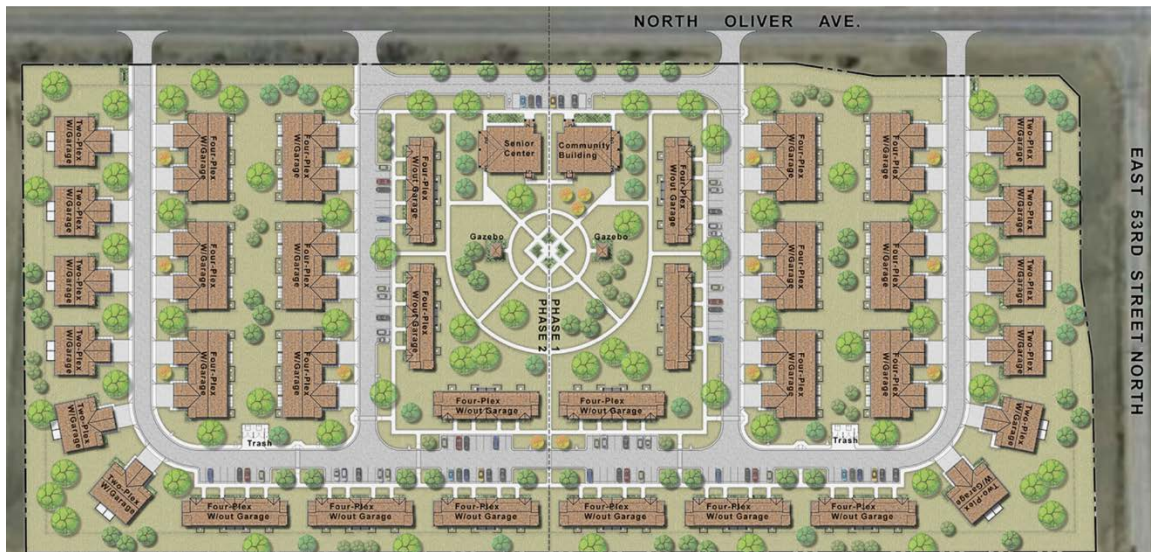 NORTH OLIVER AVE.
EAST 53RD STREET NORTH
Two-Plex
W/Garage
Four-Plex
W/Garage
Four-Plex
W/Garage
Four-Plex
W/out Garage
Senior
Center
Community
Building
Four-Plex
W/out Garage
Four-Plex
W/Garage
Four-Plex
W/Garage
Two-Plex
W/Garage
Two-Plex
W/Garage
Four-Plex
W/Garage
Four-Plex
W/Garage
Gazebo
Gazebo
Four-Plex
W/Garage
Four-Plex
W/Garage
Two-Plex
W/Garage
Two-Plex
W/Garage
Four-Plex
W/out Garage
PHASE 1
PHASE 2
Four-Plex
W/out Garage
Two-Plex
W/Garage
Two-Plex
W/Garage
Four-Plex
W/Garage
Four-Plex
W/Garage
Four-Plex
W/Garage
Four-Plex
W/Garage
Two-Plex
W/Garage
Two-Plex
W/Garage
Four-Plex
W/out Garage
Four-Plex
W/out Garage
Two-Plex
W/Garage
Trash
Trash
Two-Plex
W/Garage
Two-Plex
W/Garage
Four-Plex
W/out Garage
Four-Plex
W/out Garage
Four-Plex
W/out Garage
Four-Plex
W/out Garage
Four-Plex
W/out Garage
Four-Plex
W/out Garage